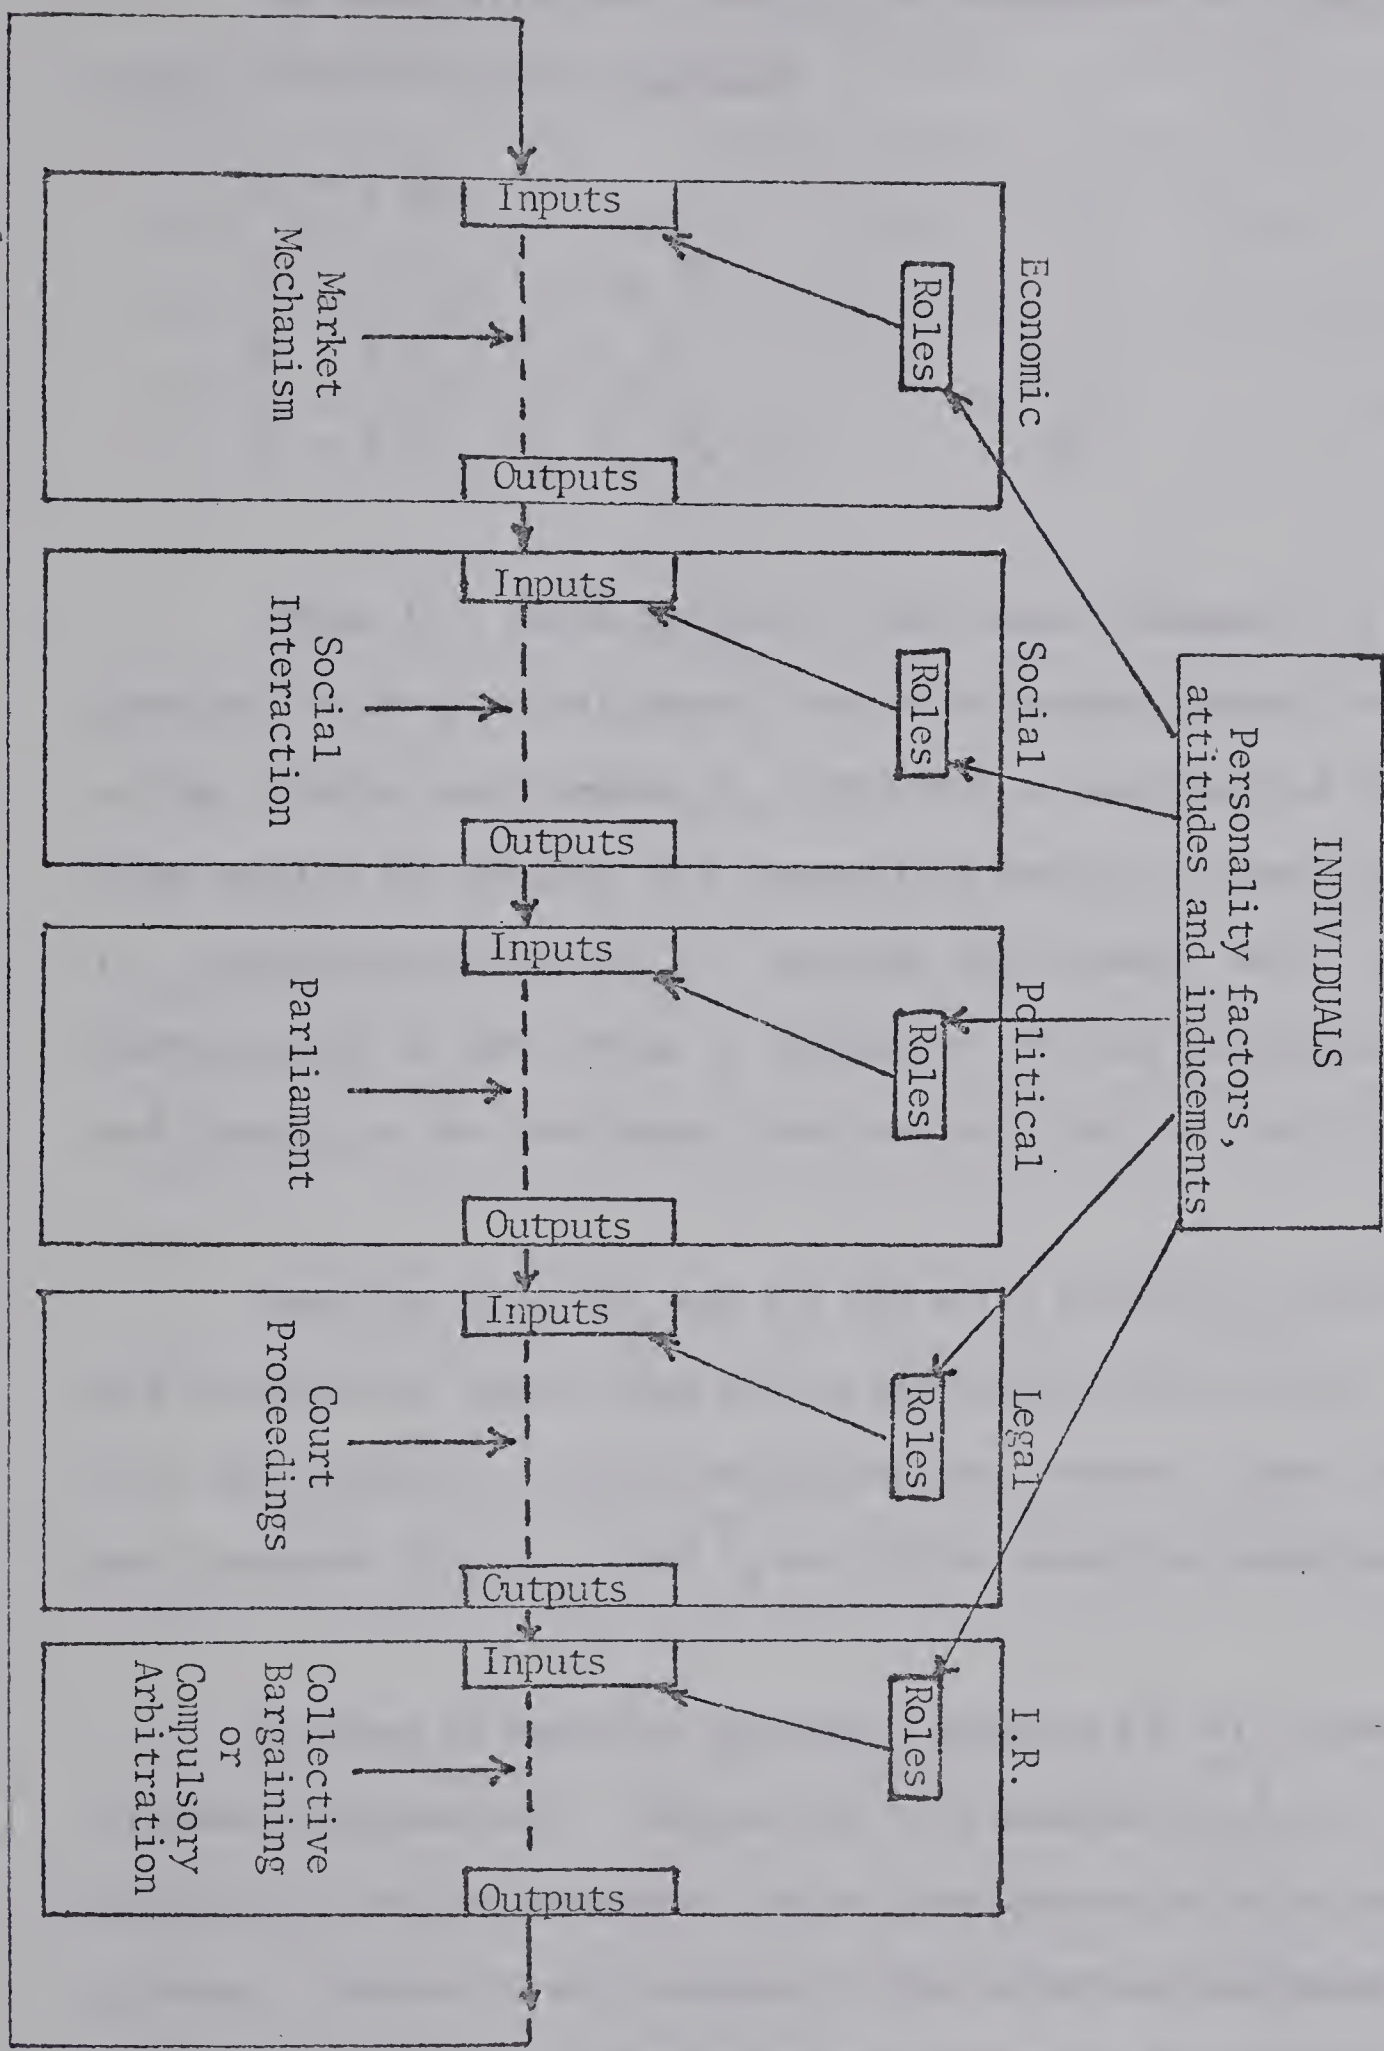 INDIVIDUALS
Personality factors,
attitudes and inducements
Economic
Social
Political
Legal
I.R.
Roles
Roles
Roles
Roles
Roles
Inputs
Outputs
Inputs
Outputs
Inputs
Outputs
Inputs
Outputs
Inputs
Outputs
Market
Mechanism
Social
Interaction
Parliament
Court
Proceedings
Collective
Bargaining
or
Compulsory
Arbitration